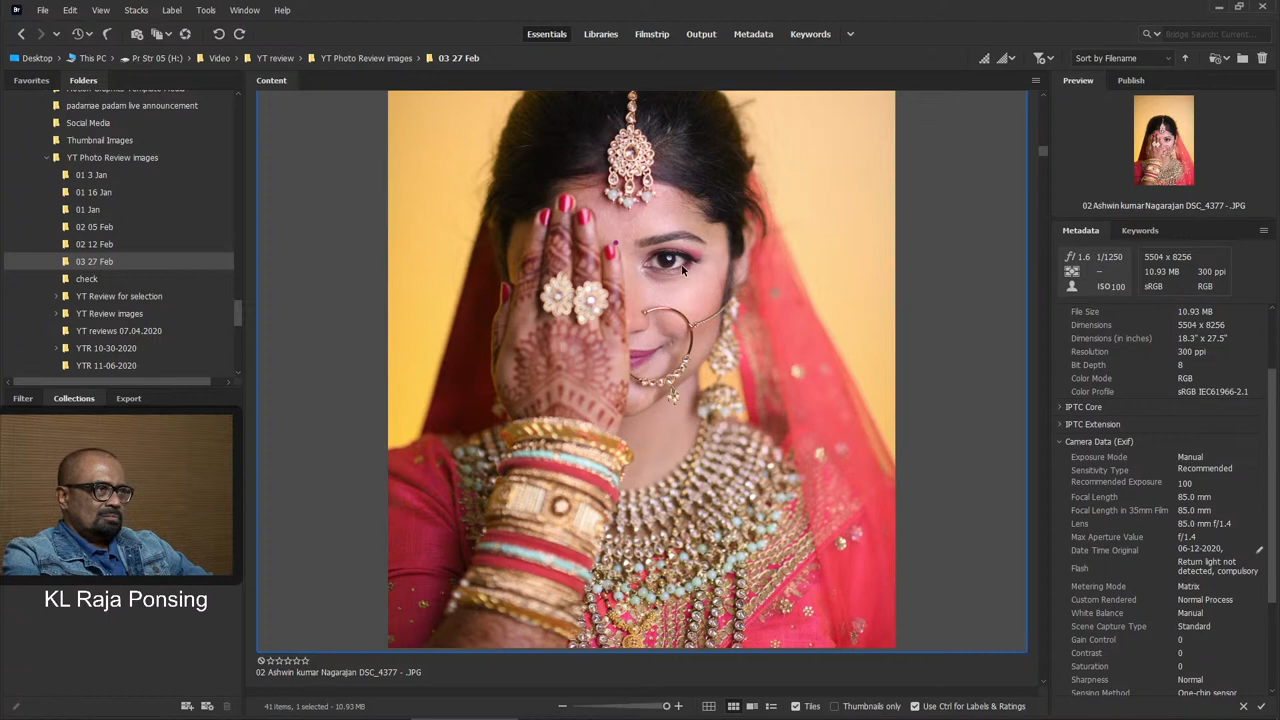 Br File Edit View Stacks Label Tools Window Help
Essentials Libraries Filmstrip Output Metadata Keywords
Bridge Search: Current...
Desktop This PC Pr Str 05 (H:) Video YT review YT Photo Review images 03 27 Feb
Sort by Filename
Favorites Folders
padamae padam live announcement
Social Media
Thumbnail Images
YT Photo Review images
01 3 Jan
01 16 Jan
01 Jan
02 05 Feb
02 12 Feb
03 27 Feb
check
YT Review for selection
YT Review images
YT reviews 07.04.2020
YTR 10-30-2020
YTR 11-06-2020
Filter Collections Export
KL Raja Ponsing
Content
02 Ashwin kumar Nagarajan DSC_4377 - .JPG
41 items, 1 selected - 10.93 MB
Tiles Thumbnails only Use Ctrl for Labels & Ratings
Preview Publish
02 Ashwin kumar Nagarajan DSC_4377 -.JPG
Metadata Keywords
f/ 1.6 1/1250
--
ISO 100
5504 x 8256
10.93 MB 300 ppi
sRGB RGB
File Size 10.93 MB
Dimensions 5504 x 8256
Dimensions (in inches) 18.3" x 27.5"
Resolution 300 ppi
Bit Depth 8
Color Mode RGB
Color Profile sRGB IEC61966-2.1
IPTC Core
IPTC Extension
Camera Data (Exif)
Exposure Mode Manual
Sensitivity Type Recommended
Recommended Exposure 100
Focal Length 85.0 mm
Focal Length in 35mm Film 85.0 mm
Lens 85.0 mm f/1.4
Max Aperture Value f/1.4
Date Time Original 06-12-2020,
Flash Return light not
detected, compulsory
Metering Mode Matrix
Custom Rendered Normal Process
White Balance Manual
Scene Capture Type Standard
Gain Control 0
Contrast 0
Saturation 0
Sharpness Normal
Sensing Method One-chip sensor